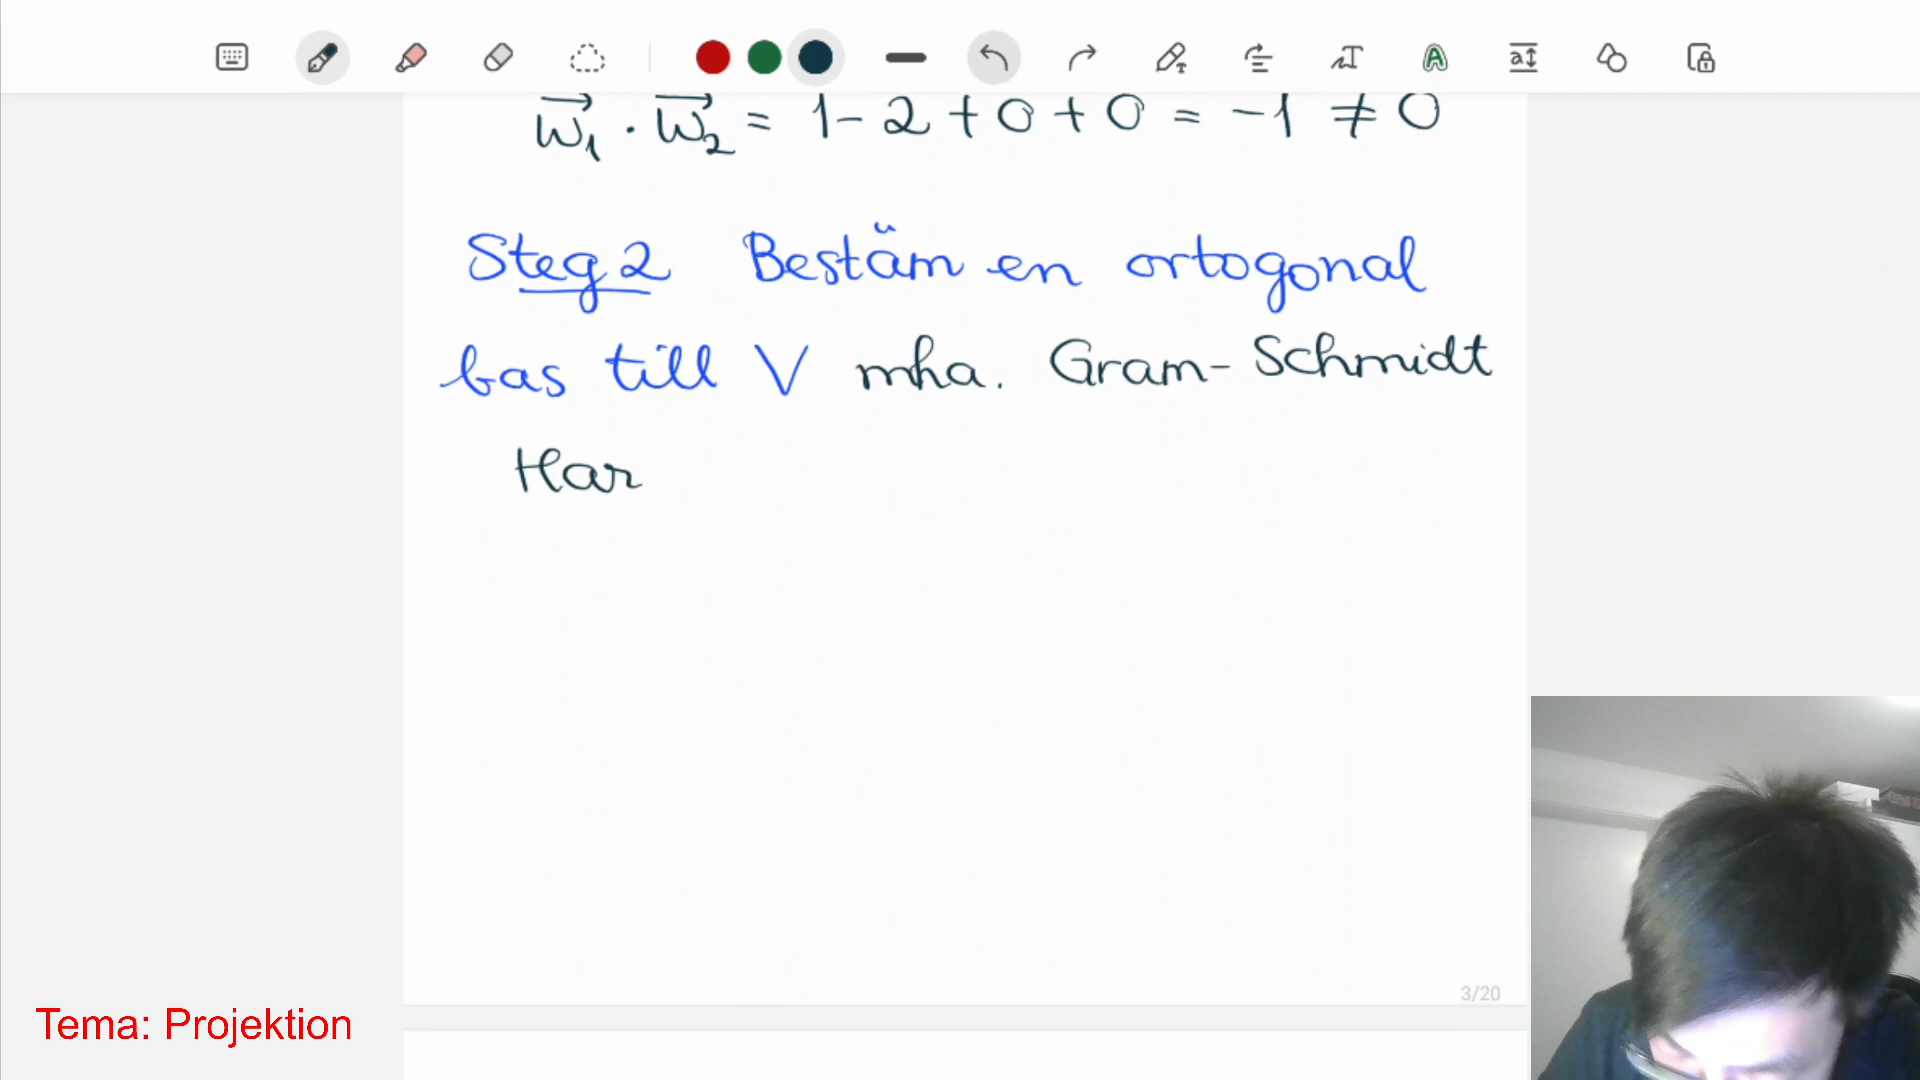 w₁ · w₂ = 1 - 2 + 0 + 0 = -1 ≠ 0
Steg 2 Bestäm en ortogonal
bas till V mha. Gram-Schmidt
Har
3/20
Tema: Projektion